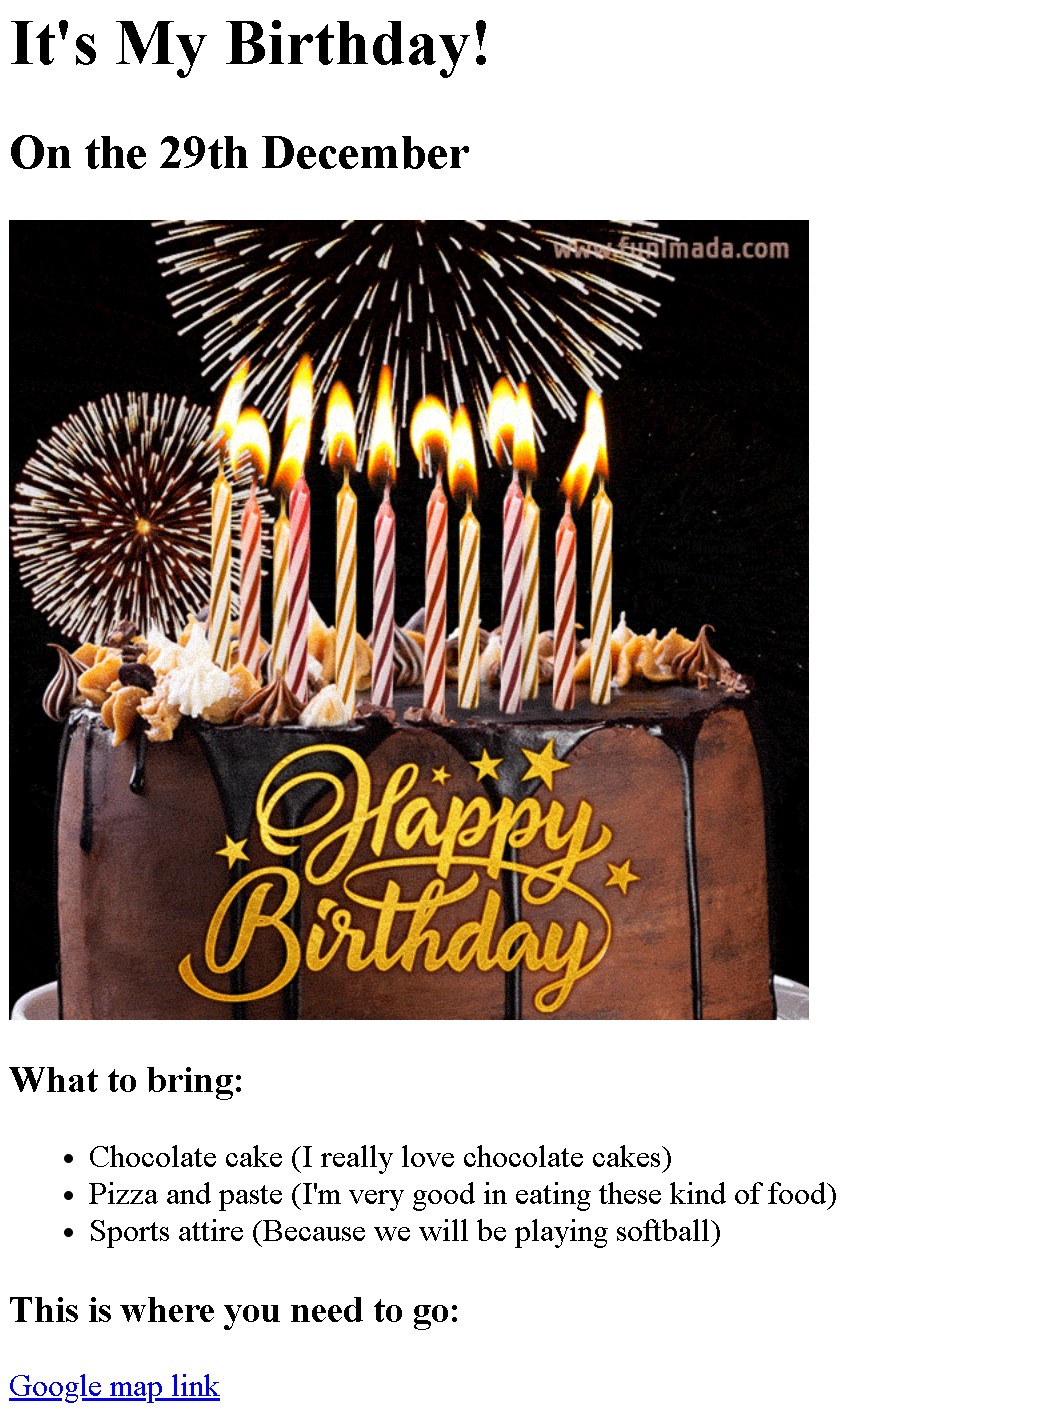 It's My Birthday!
On the 29th December
www.funimada.com
Happy
Birthday
What to bring:
Chocolate cake (I really love chocolate cakes)
Pizza and paste (I'm very good in eating these kind of food)
Sports attire (Because we will be playing softball)
This is where you need to go:
Google map link